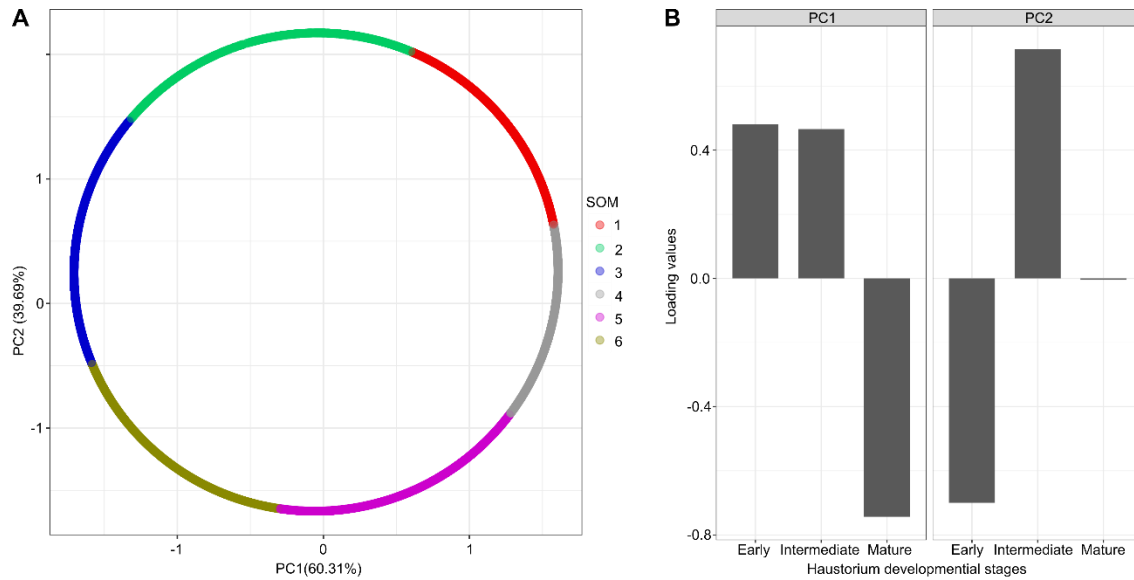 A
PC2 (39.69%)
1
0
-1
-1
0
1
PC1(60.31%)
SOM
1
2
3
4
5
6
B
PC1
PC2
Loading values
0.4
0.0
-0.4
-0.8
Early Intermediate Mature
Early Intermediate Mature
Haustorium developmential stages